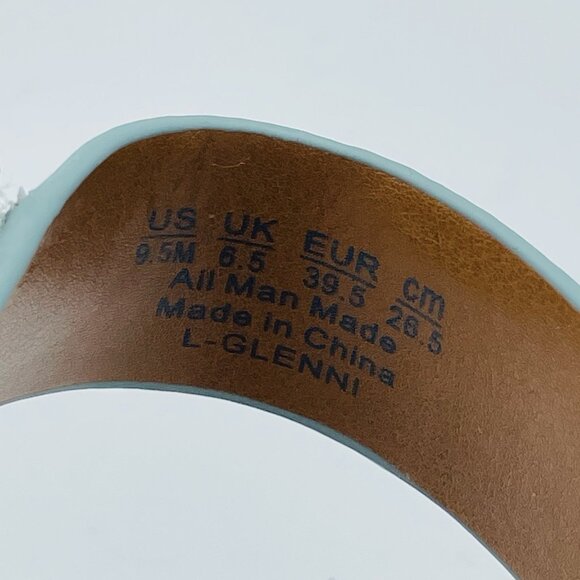 US UK EUR cm
9.5M 6.5 39.5 26.5
All Man Made
Made in China
L-GLENNI